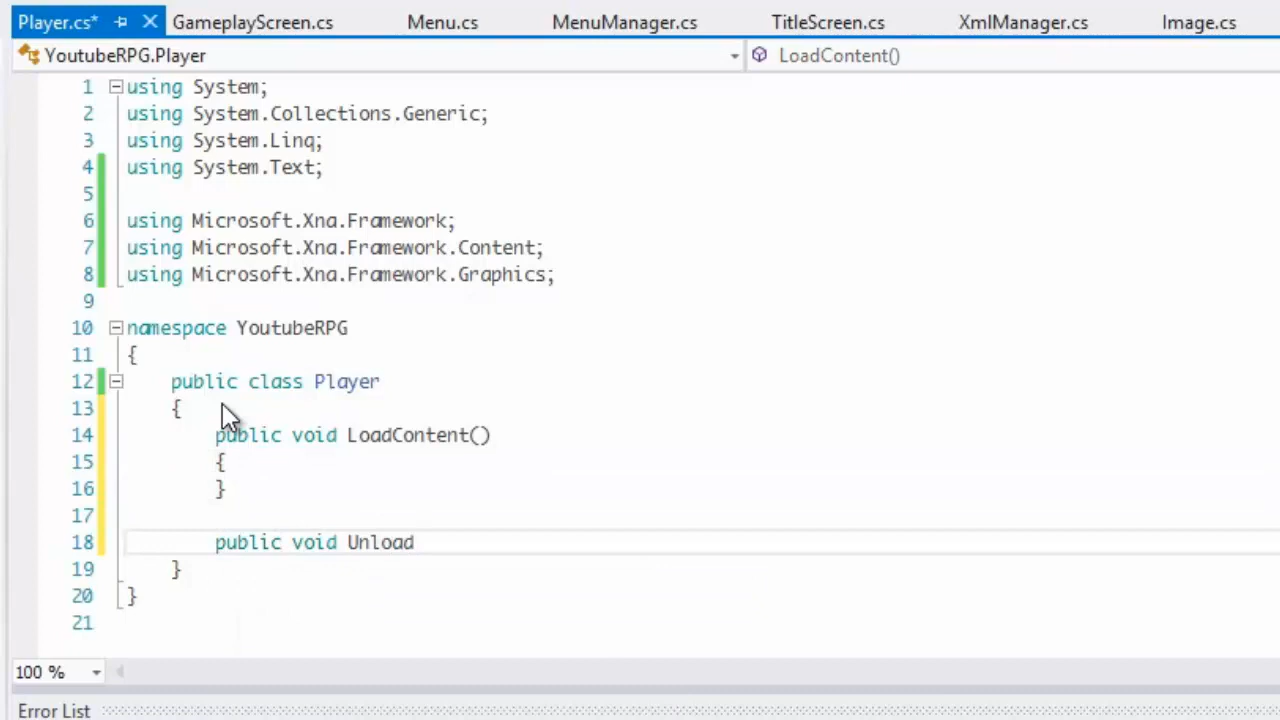 Player.cs* GameplayScreen.cs Menu.cs MenuManager.cs TitleScreen.cs XmlManager.cs Image.cs
YoutubeRPG.Player LoadContent()
1 using System;
2 using System.Collections.Generic;
3 using System.Linq;
4 using System.Text;
5
6 using Microsoft.Xna.Framework;
7 using Microsoft.Xna.Framework.Content;
8 using Microsoft.Xna.Framework.Graphics;
9
10 namespace YoutubeRPG
11 {
12 public class Player
13 {
14 public void LoadContent()
15 {
16 }
17
18 public void Unload
19 }
20 }
21
100 %
Error List